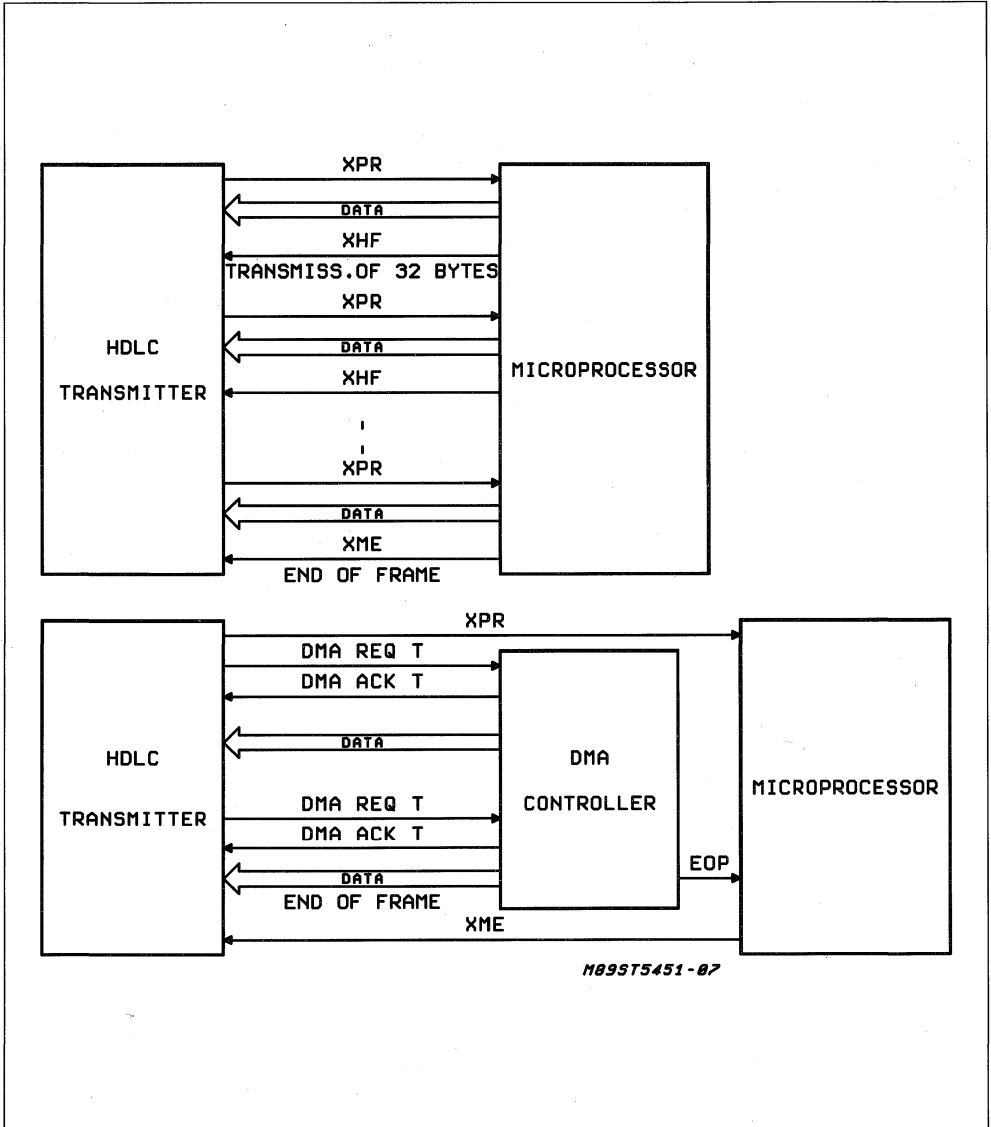 XPR
DATA
XHF
TRANSMISS.OF 32 BYTES
XPR
HDLC
TRANSMITTER
DATA
MICROPROCESSOR
XHF
XPR
DATA
XME
END OF FRAME
XPR
DMA REQ T
DMA ACK T
DATA
HDLC
TRANSMITTER
DMA
CONTROLLER
MICROPROCESSOR
DMA REQ T
DMA ACK T
EOP
DATA
END OF FRAME
XME
M89ST5451-07